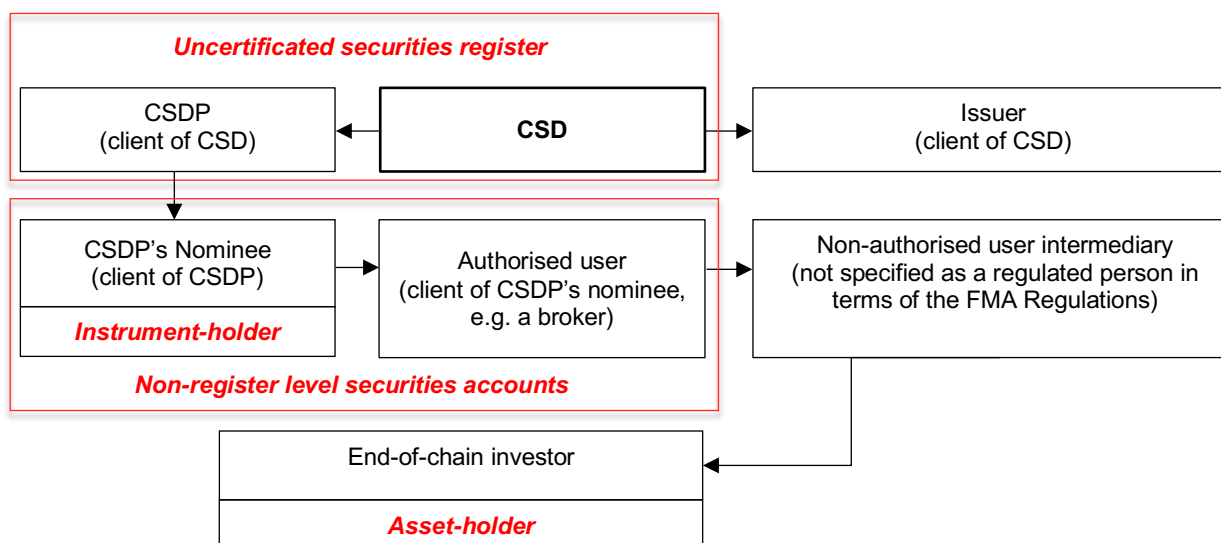 Uncertificated securities register
CSDP
(client of CSD)
CSD
Issuer
(client of CSD)
CSDP’s Nominee
(client of CSDP)
Instrument-holder
Authorised user
(client of CSDP’s nominee,
e.g. a broker)
Non-authorised user intermediary
(not specified as a regulated person in
terms of the FMA Regulations)
Non-register level securities accounts
End-of-chain investor
Asset-holder